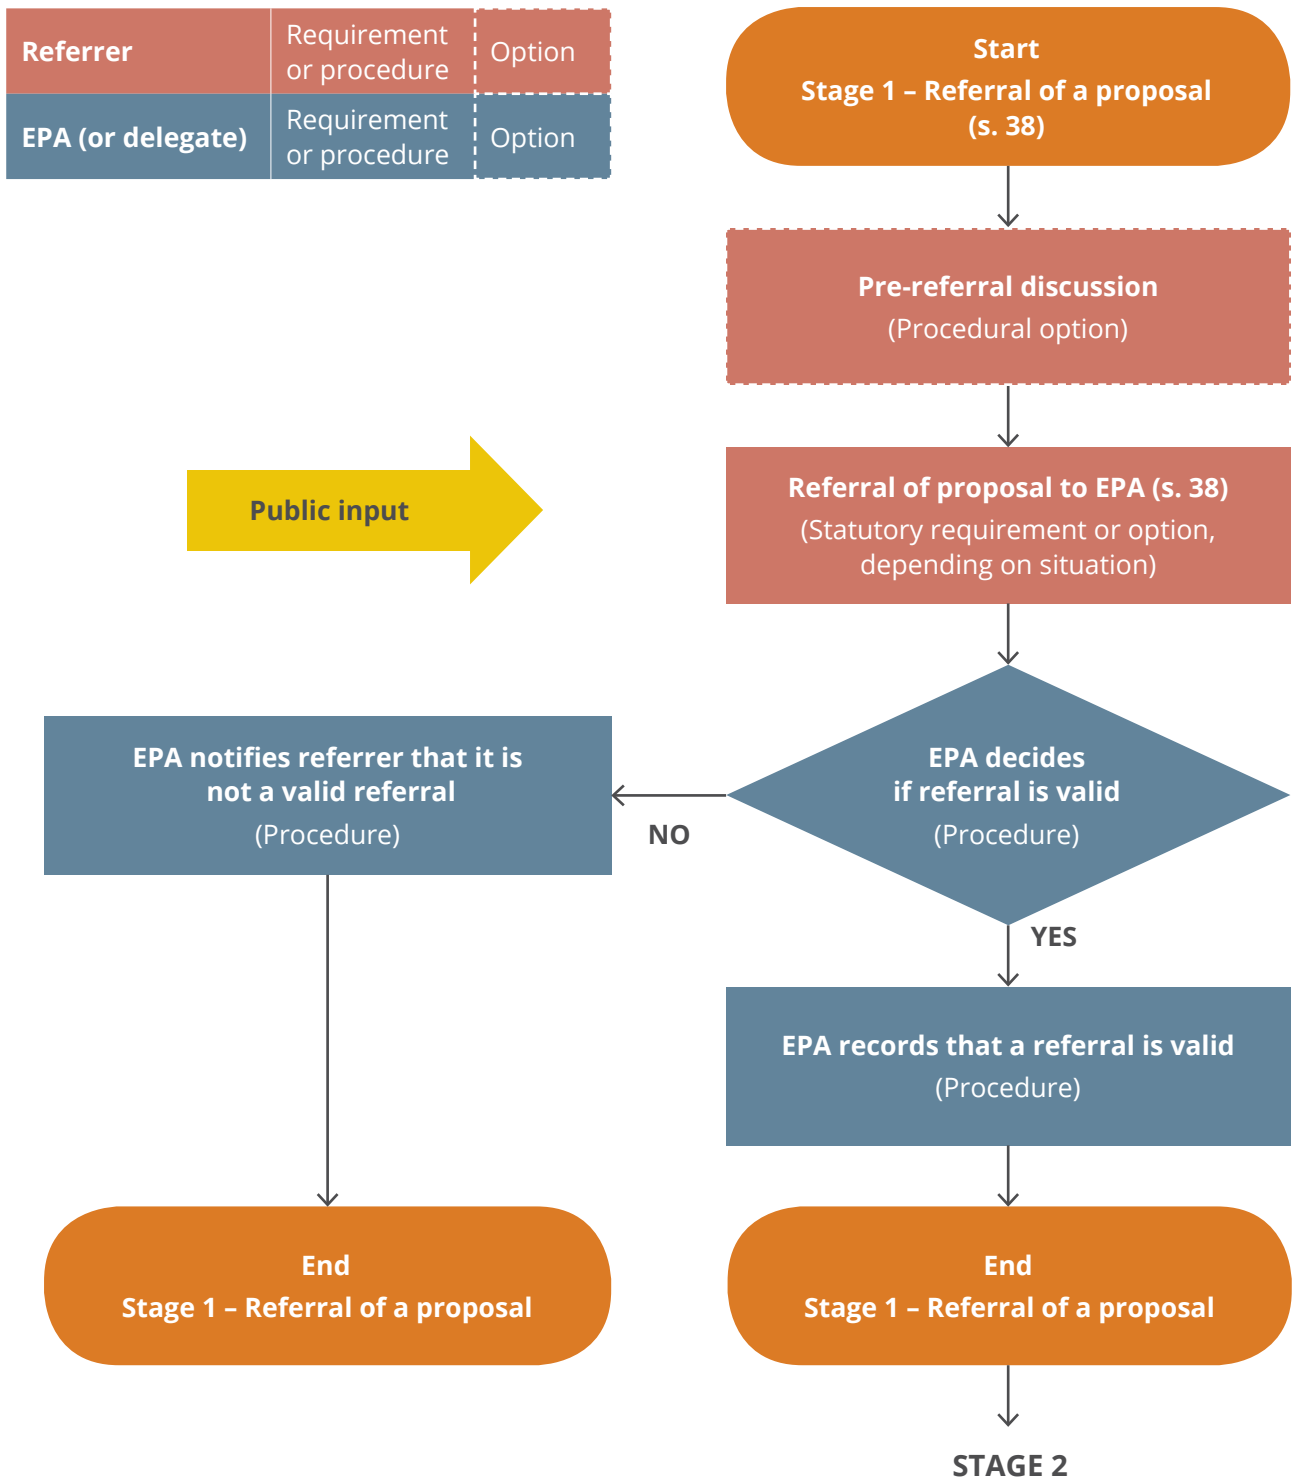 Referrer
Requirement
or procedure
Option
EPA (or delegate)
Requirement
or procedure
Option
Start
Stage 1 – Referral of a proposal
(s. 38)
Pre-referral discussion
(Procedural option)
Public input
Referral of proposal to EPA (s. 38)
(Statutory requirement or option,
depending on situation)
EPA decides
if referral is valid
(Procedure)
NO
EPA notifies referrer that it is
not a valid referral
(Procedure)
YES
EPA records that a referral is valid
(Procedure)
End
Stage 1 – Referral of a proposal
End
Stage 1 – Referral of a proposal
STAGE 2